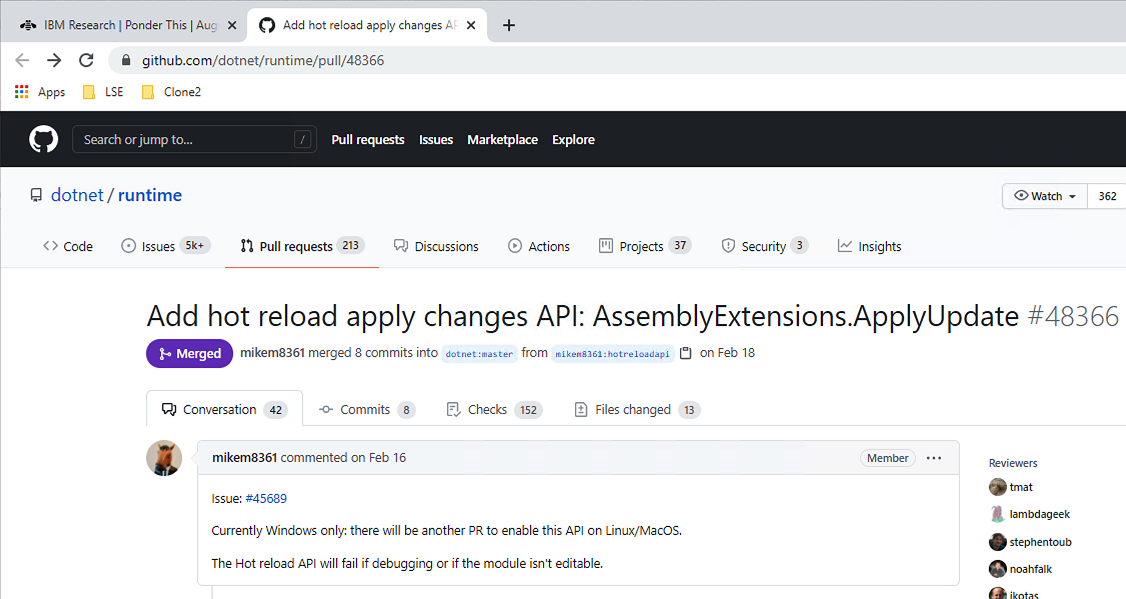 IBM Research | Ponder This | Aug
Add hot reload apply changes AP
github.com/dotnet/runtime/pull/48366
Apps LSE Clone2
Search or jump to... / Pull requests Issues Marketplace Explore
dotnet / runtime
Watch 362
Code Issues 5k+ Pull requests 213 Discussions Actions Projects 37 Security 3 Insights
Add hot reload apply changes API: AssemblyExtensions.ApplyUpdate #48366
Merged mikem8361 merged 8 commits into dotnet:master from mikem8361:hotreloadapi on Feb 18
Conversation 42 Commits 8 Checks 152 Files changed 13
mikem8361 commented on Feb 16 Member ...
Issue: #45689
Currently Windows only: there will be another PR to enable this API on Linux/MacOS.
The Hot reload API will fail if debugging or if the module isn't editable.
Reviewers
tmat
lambdageek
stephentoub
noahfalk
jkotas